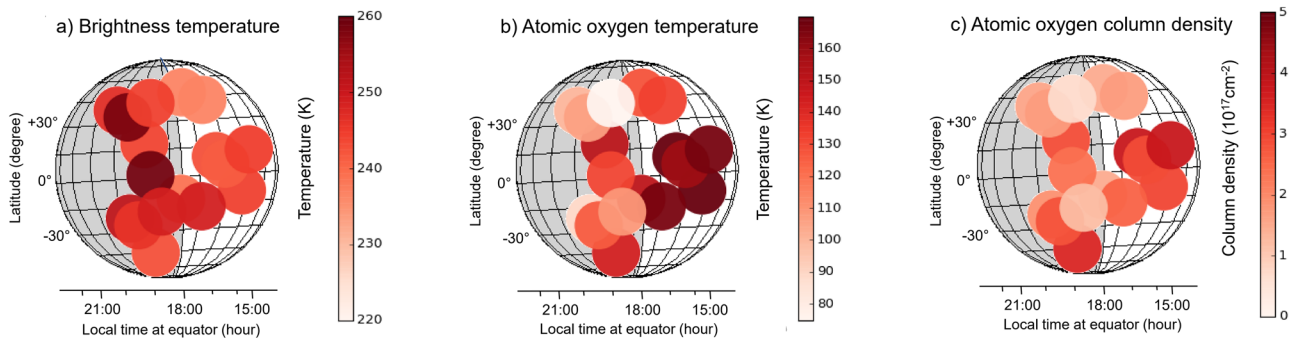 a) Brightness temperature
Latitude (degree)
+30°
0°
-30°
21:00 18:00 15:00
Local time at equator (hour)
Temperature (K)
260
250
240
230
220
b) Atomic oxygen temperature
Latitude (degree)
+30°
0°
-30°
21:00 18:00 15:00
Local time at equator (hour)
Temperature (K)
160
150
140
130
120
110
100
90
80
c) Atomic oxygen column density
Latitude (degree)
+30°
0°
-30°
21:00 18:00 15:00
Local time at equator (hour)
Column density (10¹⁷cm⁻²)
5
4
3
2
1
0